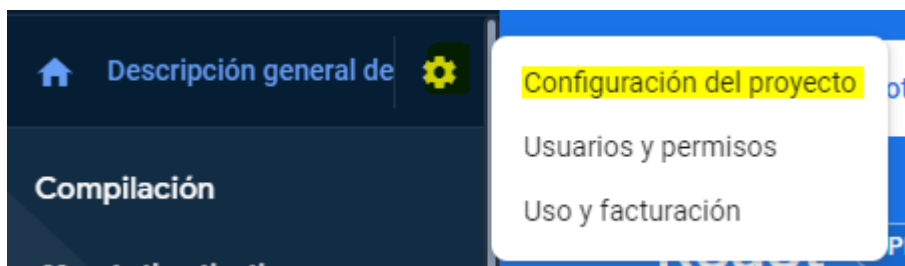 Descripción general de
Configuración del proyecto
Usuarios y permisos
Compilación
Uso y facturación